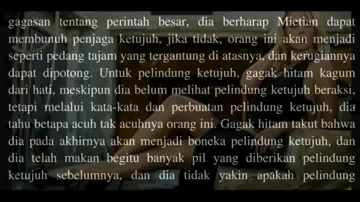 gagasan tentang perintah besar, dia berharap Mietian dapat
membunuh penjaga ketujuh, jika tidak, orang ini akan menjadi
seperti pedang tajam yang tergantung di atasnya, dan kerugiannya
dapat dipotong. Untuk pelindung ketujuh, gagak hitam kagum
dari hati, meskipun dia belum melihat pelindung ketujuh beraksi,
tetapi melalui kata-kata dan perbuatan pelindung ketujuh, dia
tahu betapa acuh tak acuhnya orang ini. Gagak hitam takut bahwa
dia pada akhirnya akan menjadi boneka pelindung ketujuh, dan
dia telah makan begitu banyak pil yang diberikan pelindung
ketujuh sebelumnya, dan dia tidak yakin apakah pelindung